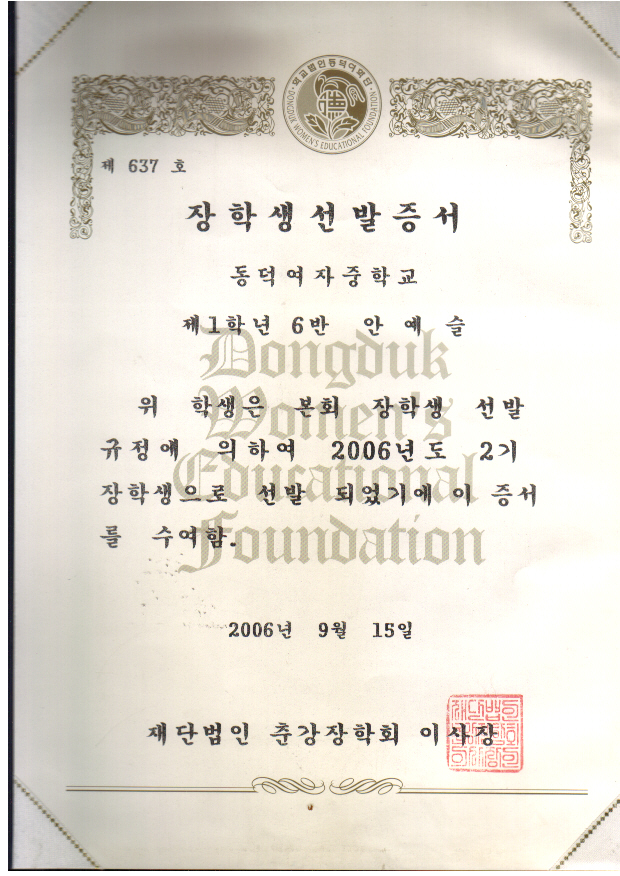 학교법인동덕여학단
DONGDUK WOMEN'S EDUCATIONAL FOUNDATION
제 637 호
장학생선발증서
동덕여자중학교
제1학년 6반 안 예 슬
Dongduk
Women's
Educational
Foundation
위 학생은 본회 장학생 선발
규정에 의하여 2006년도 2기
장학생으로 선발 되었기에 이 증서
를 수여함.
2006년 9월 15일
재단법인 춘강장학회 이사장